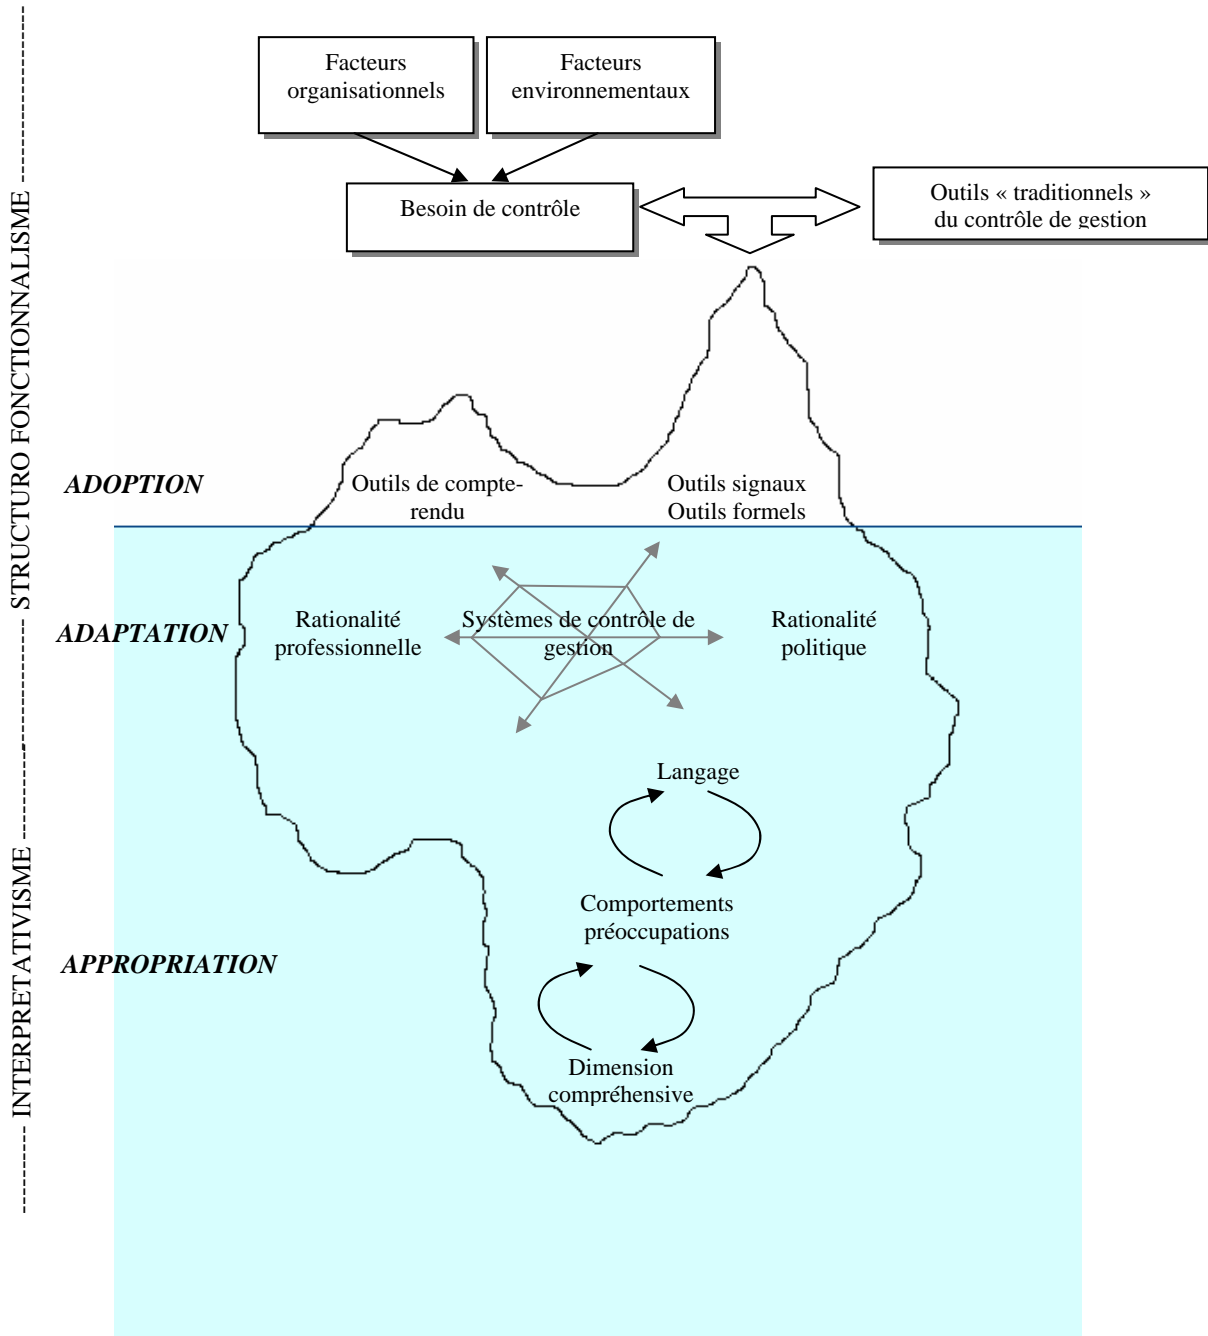 Facteurs
organisationnels
Facteurs
environnementaux
Besoin de contrôle
Outils « traditionnels »
du contrôle de gestion
STRUCTURO FONCTIONNALISME
ADOPTION
Outils de compte-
rendu
Outils signaux
Outils formels
ADAPTATION
Rationalité
professionnelle
Systèmes de contrôle de
gestion
Rationalité
politique
Langage
INTERPRETATIVISME
Comportements
préoccupations
APPROPRIATION
Dimension
compréhensive